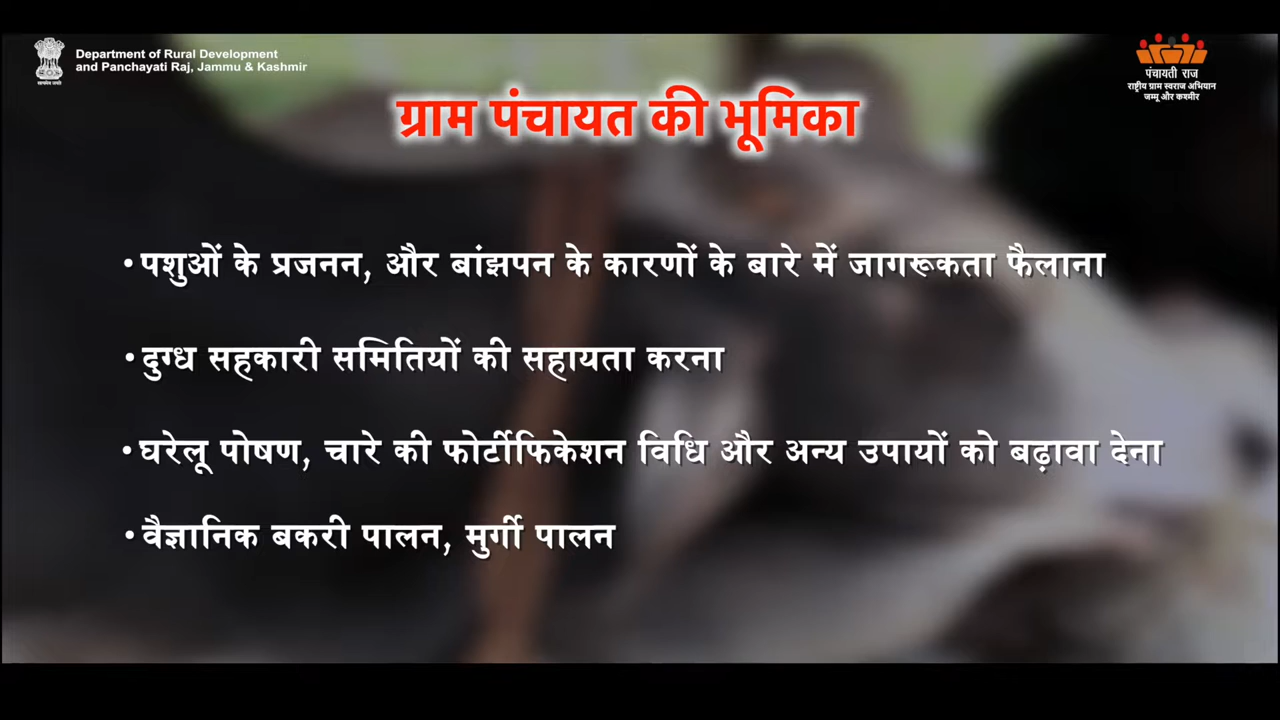 Department of Rural Development
and Panchayati Raj, Jammu & Kashmir
पंचायती राज
राष्ट्रीय ग्राम स्वराज अभियान
जम्मू और कश्मीर
ग्राम पंचायत की भूमिका
• पशुओं के प्रजनन, और बांझपन के कारणों के बारे में जागरूकता फैलाना
• दुग्ध सहकारी समितियों की सहायता करना
• घरेलू पोषण, चारे की फोर्टीफिकेशन विधि और अन्य उपायों को बढ़ावा देना
• वैज्ञानिक बकरी पालन, मुर्गी पालन